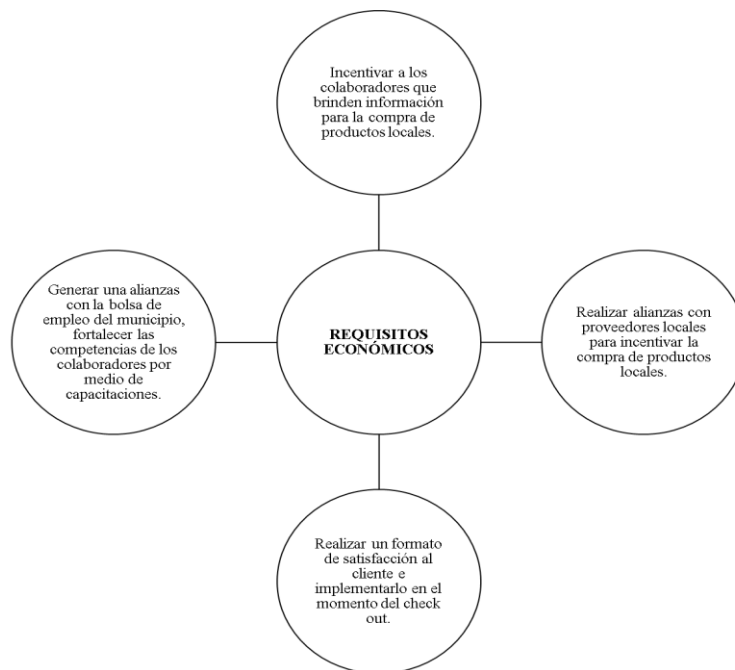 Incentivar a los
colaboradores que
brinden información
para la compra de
productos locales.
Generar una alianzas
con la bolsa de
empleo del municipio,
fortalecer las
competencias de los
colaboradores por
medio de
capacitaciones.
REQUISITOS
ECONÓMICOS
Realizar alianzas con
proveedores locales
para incentivar la
compra de productos
locales.
Realizar un formato
de satisfacción al
cliente e
implementarlo en el
momento del check
out.